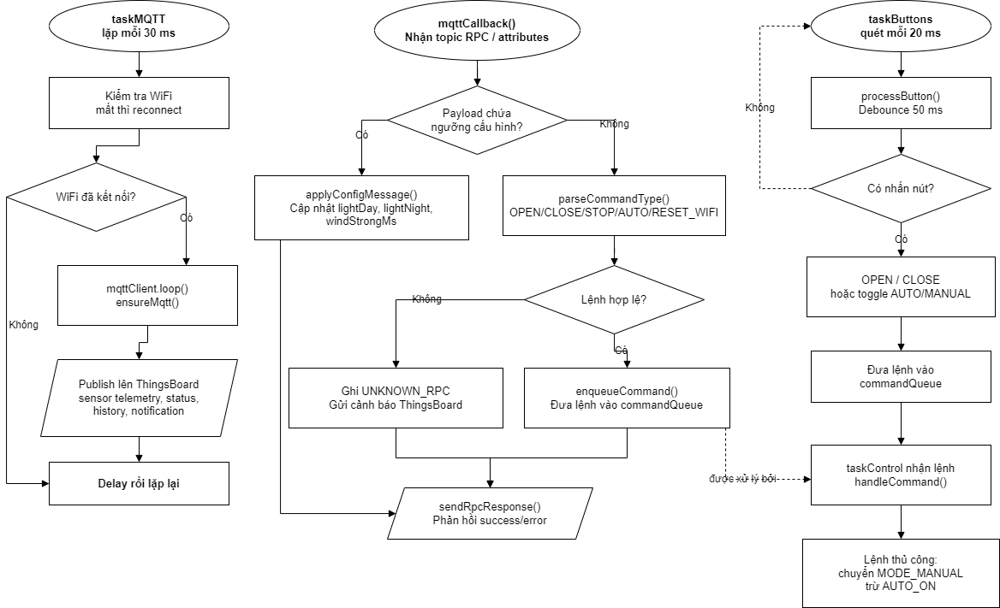 taskMQTT
lặp mỗi 30 ms
Kiểm tra WiFi
mất thì reconnect
WiFi đã kết nối?
Có
Không
mqttClient.loop()
ensureMqtt()
Publish lên ThingsBoard
sensor telemetry, status,
history, notification
Delay rồi lặp lại
mqttCallback()
Nhận topic RPC / attributes
Payload chứa
ngưỡng cấu hình?
Có
Không
applyConfigMessage()
Cập nhật lightDay, lightNight,
windStrongMs
parseCommandType()
OPEN/CLOSE/STOP/AUTO/RESET_WIFI
Lệnh hợp lệ?
Không
Có
Ghi UNKNOWN_RPC
Gửi cảnh báo ThingsBoard
enqueueCommand()
Đưa lệnh vào commandQueue
được xử lý bởi
sendRpcResponse()
Phản hồi success/error
taskButtons
quét mỗi 20 ms
Không
processButton()
Debounce 50 ms
Có nhấn nút?
Có
OPEN / CLOSE
hoặc toggle AUTO/MANUAL
Đưa lệnh vào
commandQueue
taskControl nhận lệnh
handleCommand()
Lệnh thủ công:
chuyển MODE_MANUAL
trừ AUTO_ON